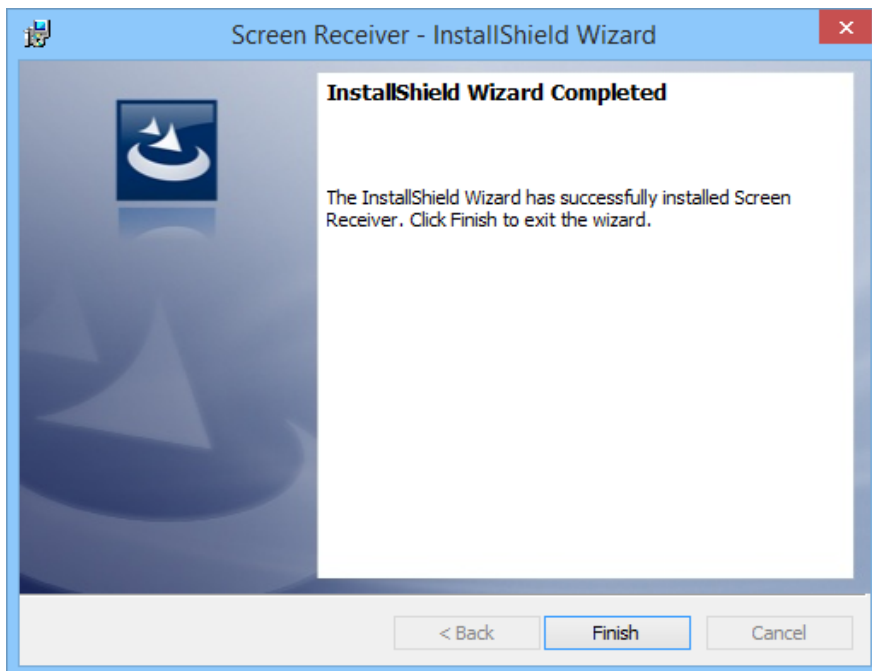 Screen Receiver - InstallShield Wizard
InstallShield Wizard Completed
The InstallShield Wizard has successfully installed Screen
Receiver. Click Finish to exit the wizard.
< Back
Finish
Cancel